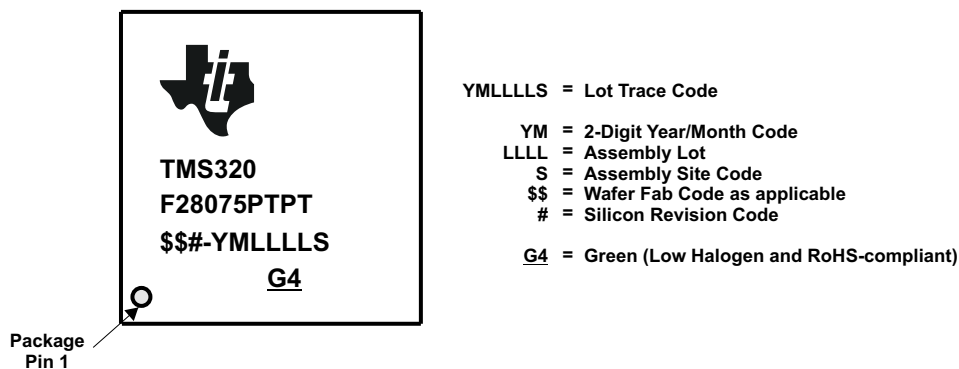 TMS320
F28075PTPT
$$#-YMLLLLS
G4
Package
Pin 1
YMLLLLS = Lot Trace Code
YM = 2-Digit Year/Month Code
LLLL = Assembly Lot
S = Assembly Site Code
$$ = Wafer Fab Code as applicable
# = Silicon Revision Code
G4 = Green (Low Halogen and RoHS-compliant)